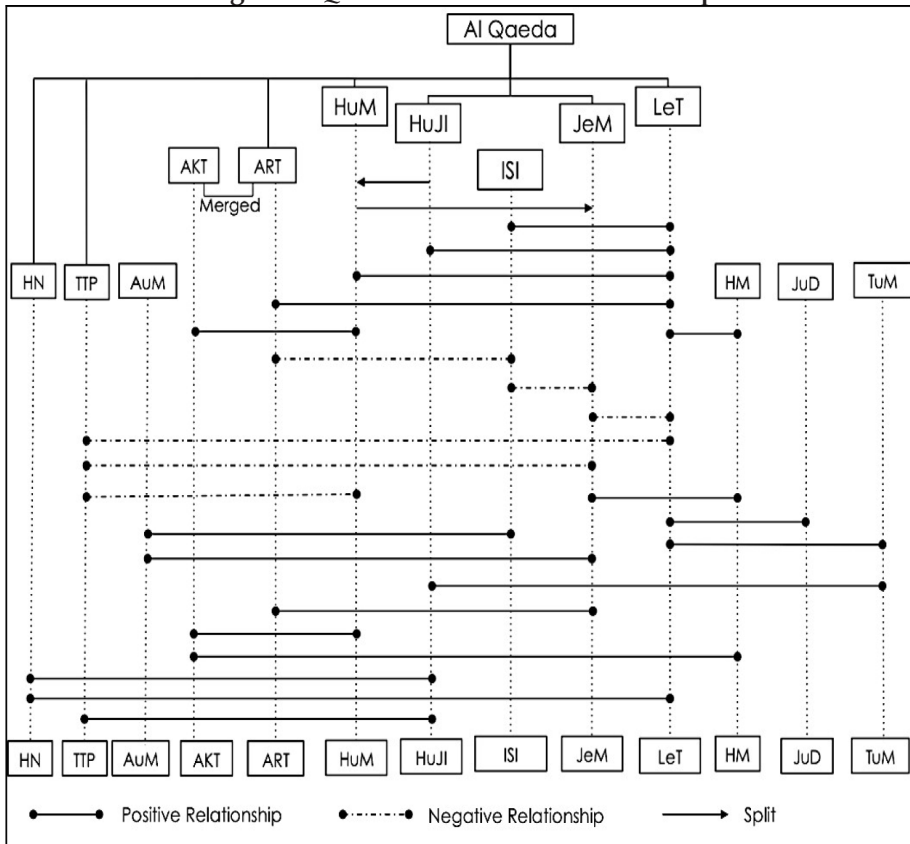 Al Qaeda
HuM
HuJI
JeM
LeT
AKT
ART
ISI
Merged
HN
TTP
AuM
HM
JuD
TuM
HN
TTP
AuM
AKT
ART
HuM
HuJI
ISI
JeM
LeT
HM
JuD
TuM
Positive Relationship
Negative Relationship
Split